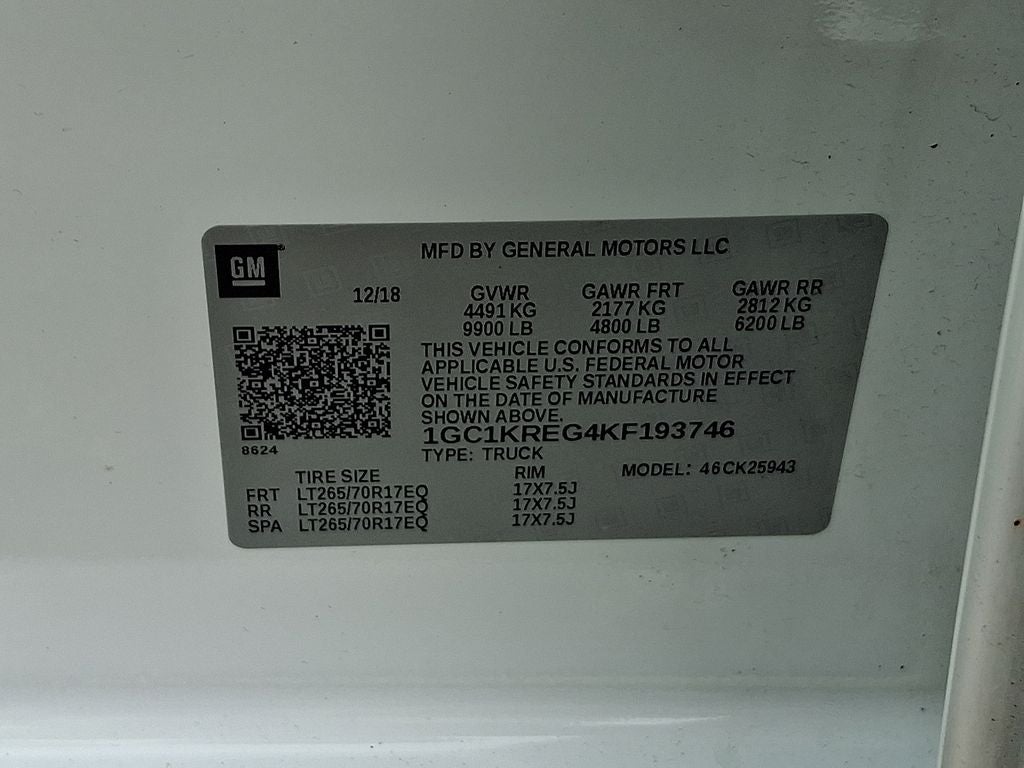 GM
MFD BY GENERAL MOTORS LLC
12/18
GVWR
4491 KG
9900 LB
GAWR FRT
2177 KG
4800 LB
GAWR RR
2812 KG
6200 LB
THIS VEHICLE CONFORMS TO ALL
APPLICABLE U.S. FEDERAL MOTOR
VEHICLE SAFETY STANDARDS IN EFFECT
ON THE DATE OF MANUFACTURE
SHOWN ABOVE.
1GC1KREG4KF193746
TYPE: TRUCK
8624
MODEL: 46CK25943
TIRE SIZE RIM
FRT LT265/70R17EQ 17X7.5J
RR LT265/70R17EQ 17X7.5J
SPA LT265/70R17EQ 17X7.5J